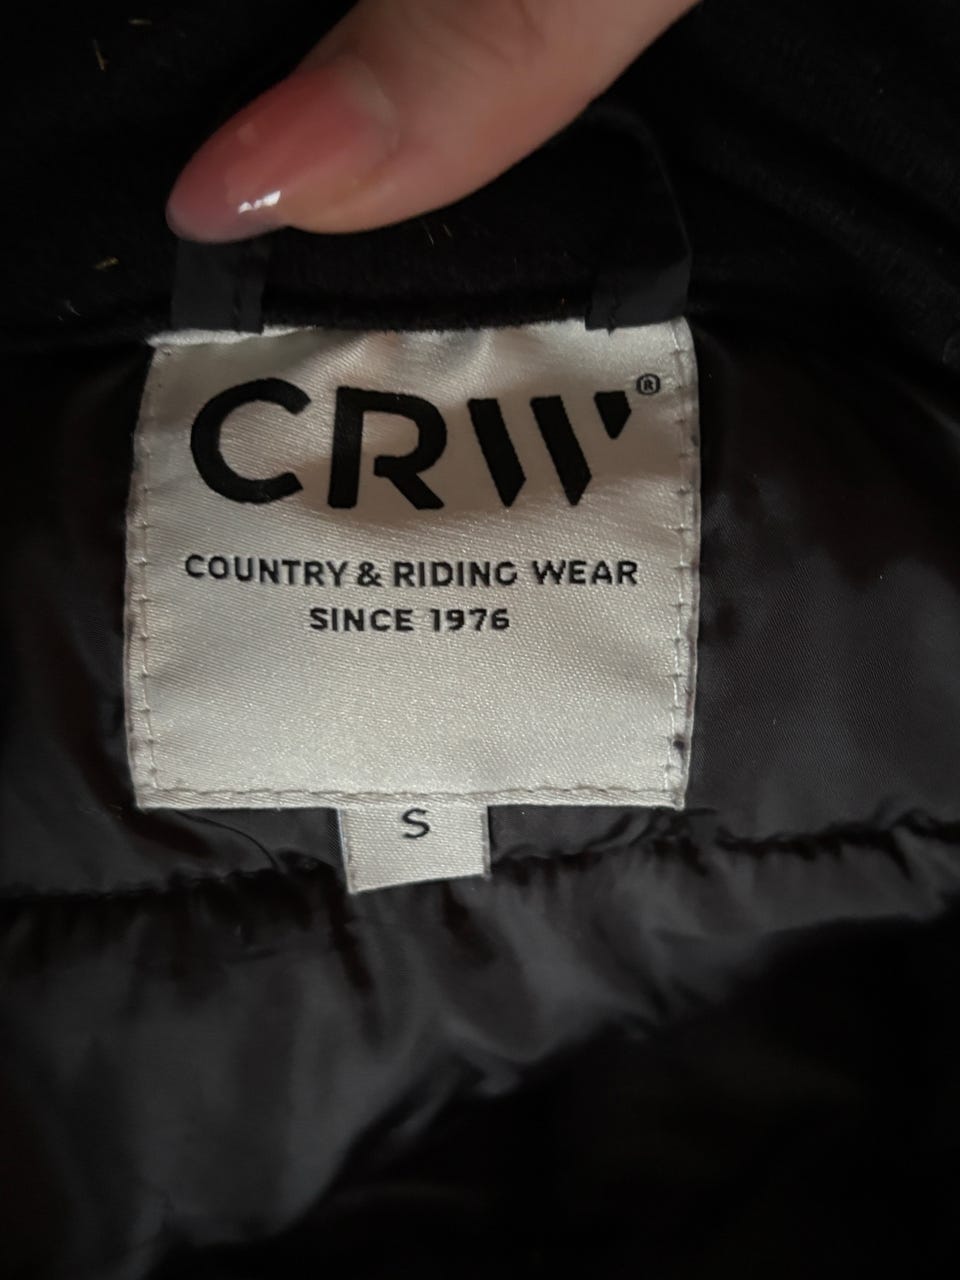 CRW®
COUNTRY & RIDING WEAR
SINCE 1976
S